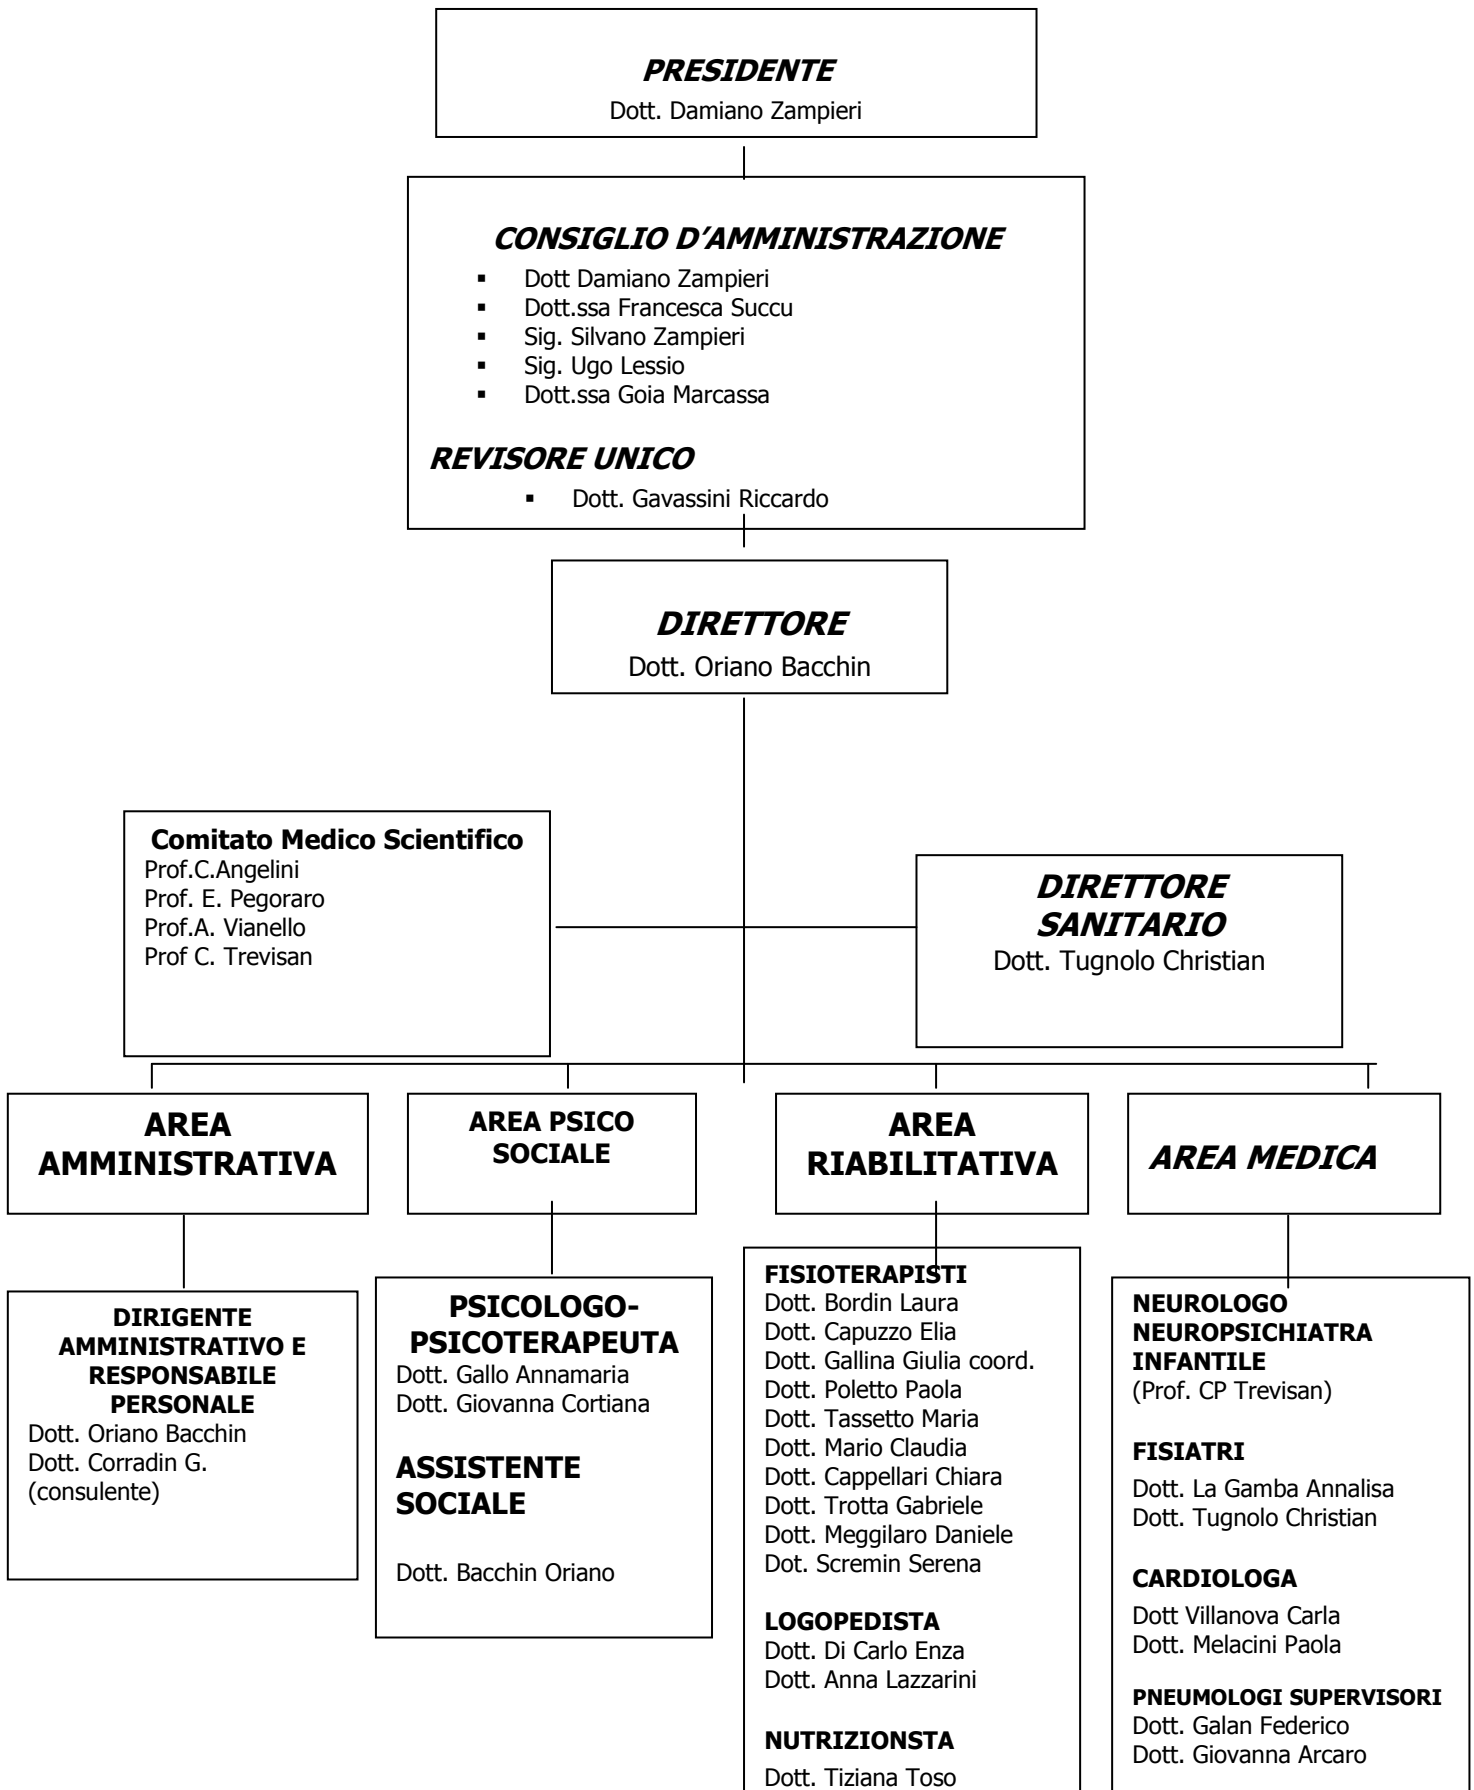 PRESIDENTE
Dott. Damiano Zampieri
CONSIGLIO D’AMMINISTRAZIONE
▪ Dott Damiano Zampieri
▪ Dott.ssa Francesca Succu
▪ Sig. Silvano Zampieri
▪ Sig. Ugo Lessio
▪ Dott.ssa Goia Marcassa
REVISORE UNICO
▪ Dott. Gavassini Riccardo
DIRETTORE
Dott. Oriano Bacchin
Comitato Medico Scientifico
Prof.C.Angelini
Prof. E. Pegoraro
Prof.A. Vianello
Prof C. Trevisan
DIRETTORE
SANITARIO
Dott. Tugnolo Christian
AREA
AMMINISTRATIVA
AREA PSICO
SOCIALE
AREA
RIABILITATIVA
AREA MEDICA
DIRIGENTE
AMMINISTRATIVO E
RESPONSABILE
PERSONALE
Dott. Oriano Bacchin
Dott. Corradin G.
(consulente)
PSICOLOGO-
PSICOTERAPEUTA
Dott. Gallo Annamaria
Dott. Giovanna Cortiana
ASSISTENTE
SOCIALE
Dott. Bacchin Oriano
FISIOTERAPISTI
Dott. Bordin Laura
Dott. Capuzzo Elia
Dott. Gallina Giulia coord.
Dott. Poletto Paola
Dott. Tassetto Maria
Dott. Mario Claudia
Dott. Cappellari Chiara
Dott. Trotta Gabriele
Dott. Meggilaro Daniele
Dot. Scremin Serena
LOGOPEDISTA
Dott. Di Carlo Enza
Dott. Anna Lazzarini
NUTRIZIONSTA
Dott. Tiziana Toso
NEUROLOGO
NEUROPSICHIATRA
INFANTILE
(Prof. CP Trevisan)
FISIATRI
Dott. La Gamba Annalisa
Dott. Tugnolo Christian
CARDIOLOGA
Dott Villanova Carla
Dott. Melacini Paola
PNEUMOLOGI SUPERVISORI
Dott. Galan Federico
Dott. Giovanna Arcaro